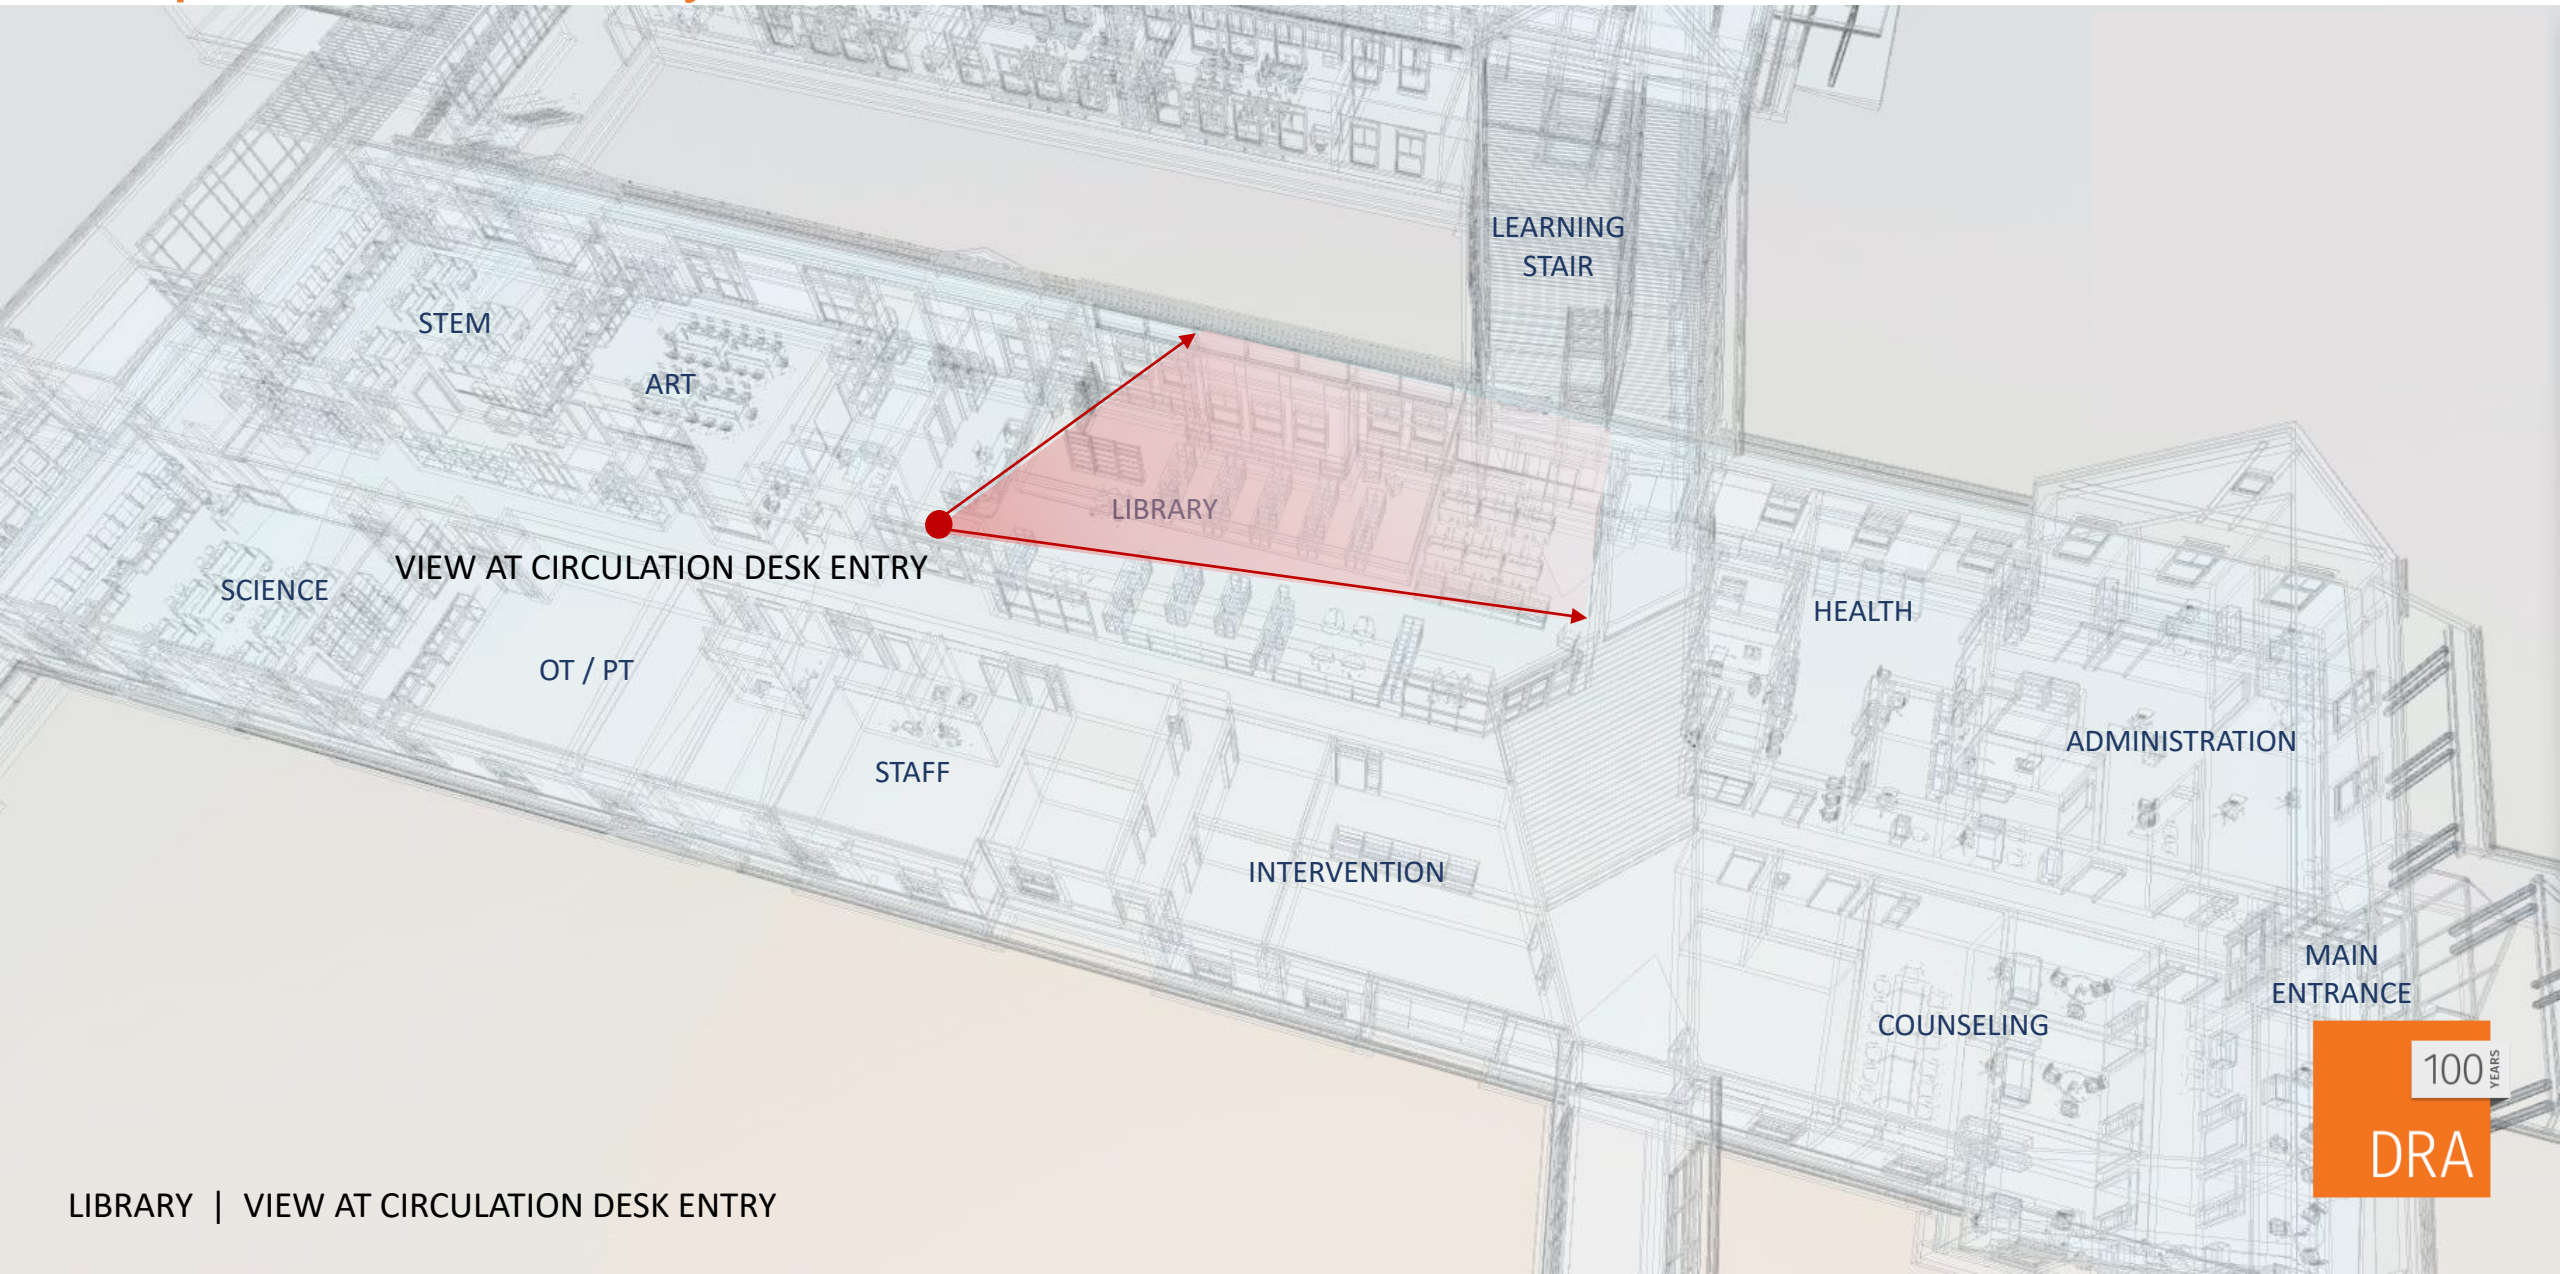 LEARNING
STAIR
STEM
ART
LIBRARY
VIEW AT CIRCULATION DESK ENTRY
SCIENCE
HEALTH
OT / PT
ADMINISTRATION
STAFF
INTERVENTION
MAIN
ENTRANCE
COUNSELING
100 YEARS
DRA
LIBRARY | VIEW AT CIRCULATION DESK ENTRY